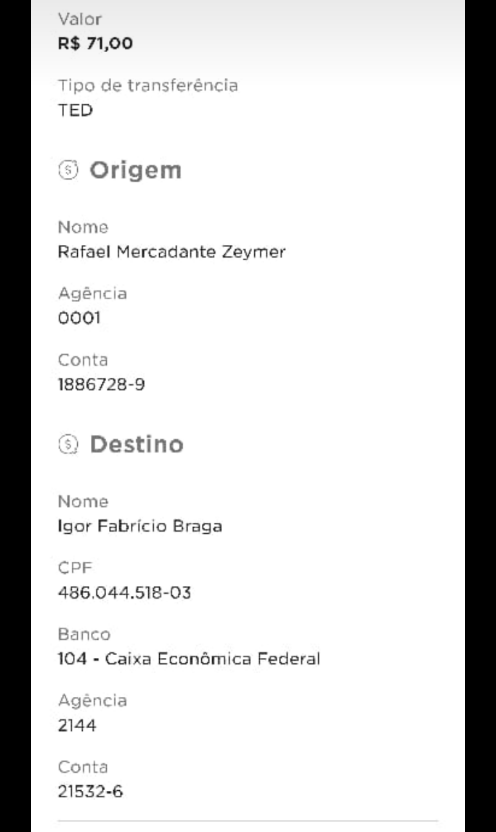 Valor
R$ 71,00
Tipo de transferência
TED
Origem
Nome
Rafael Mercadante Zeymer
Agência
0001
Conta
1886728-9
Destino
Nome
Igor Fabrício Braga
CPF
486.044.518-03
Banco
104 - Caixa Econômica Federal
Agência
2144
Conta
21532-6